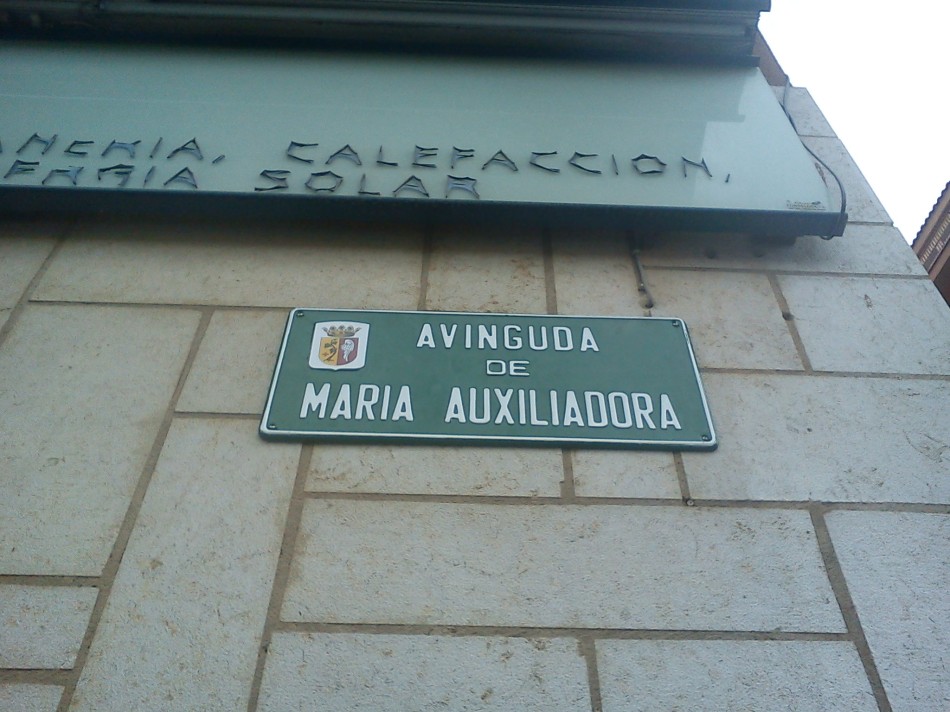 CALEFACCION,
SOLAR
AVINGUDA
DE
MARIA AUXILIADORA